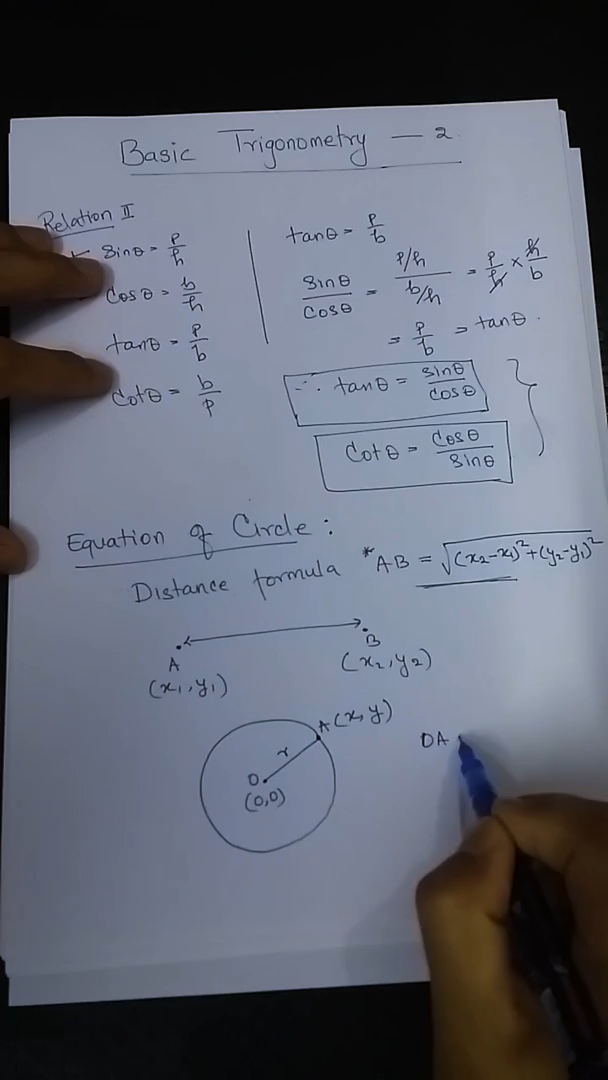 Basic Trigonometry — 2
Relation II
sinθ = p/h
cosθ = b/h
tanθ = p/b
cotθ = b/p
tanθ = p/b
sinθ/cosθ = (p/h)/(b/h) = p/h × h/b
= p/b = tanθ.
∴ tanθ = sinθ/cosθ
cotθ = cosθ/sinθ
Equation of Circle :
Distance formula * AB = √(x₂-x₁)²+(y₂-y₁)²
A
B
(x₁, y₁)
(x₂, y₂)
A (x, y)
r
O
(0,0)
OA